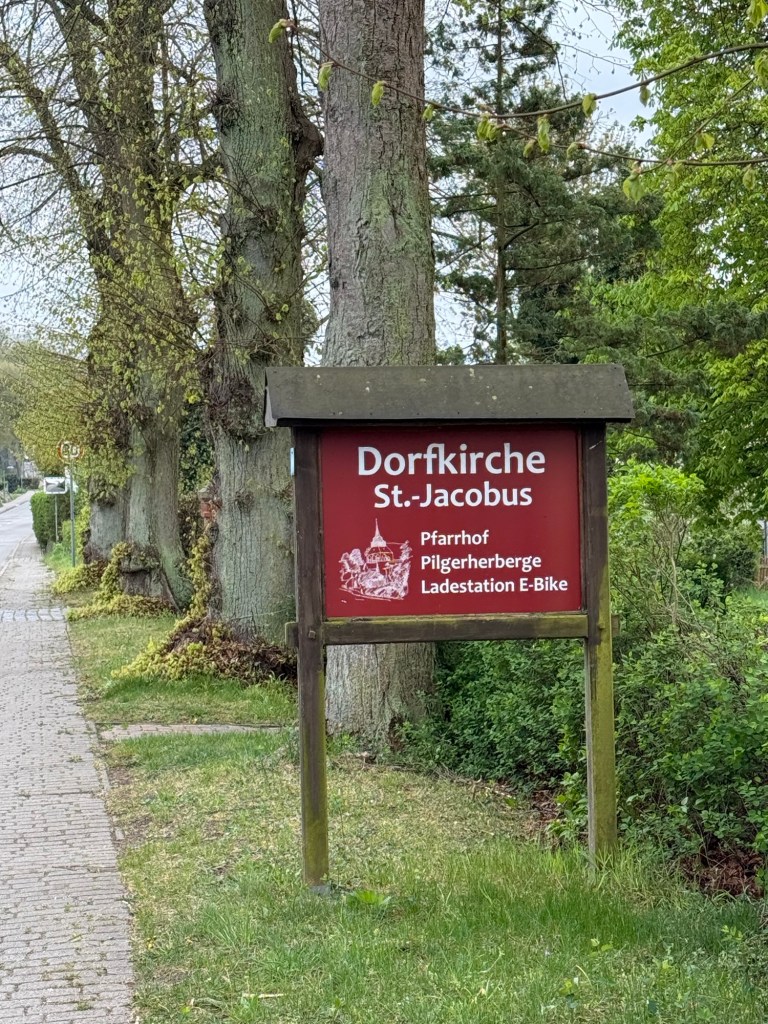 Dorfkirche
St.-Jacobus
Pfarrhof
Pilgerherberge
Ladestation E-Bike